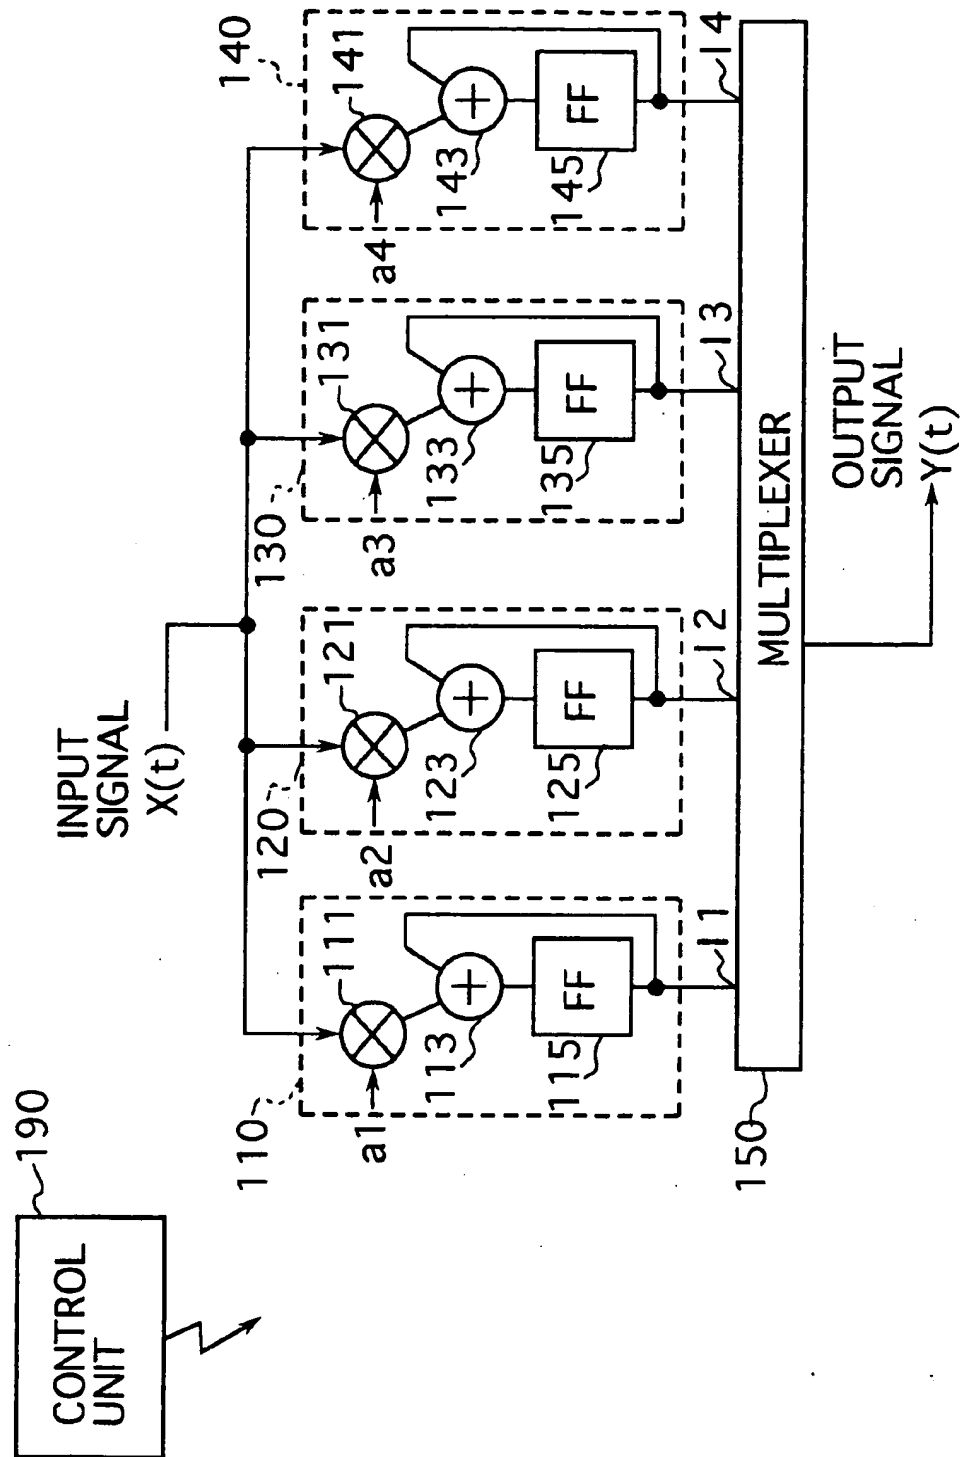 CONTROL
UNIT
190
INPUT
SIGNAL
X(t)
110
120
130
140
a1
111
a2
121
a3
131
a4
141
113
123
133
143
FF
FF
FF
FF
115
125
135
145
11
12
13
14
150
MULTIPLEXER
OUTPUT
SIGNAL
Y(t)